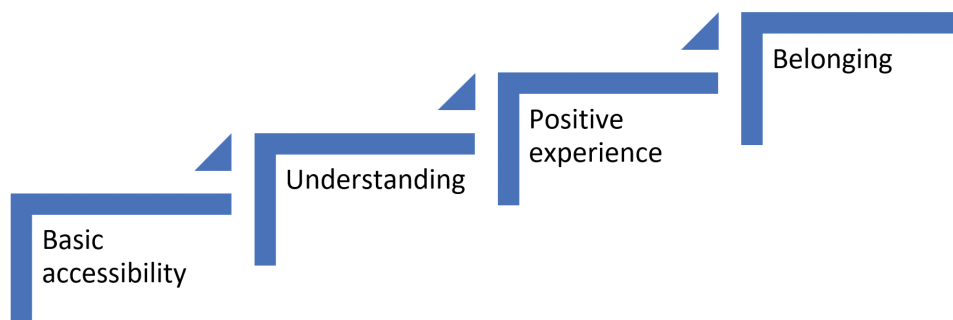 Basic
accessibility
Understanding
Positive
experience
Belonging